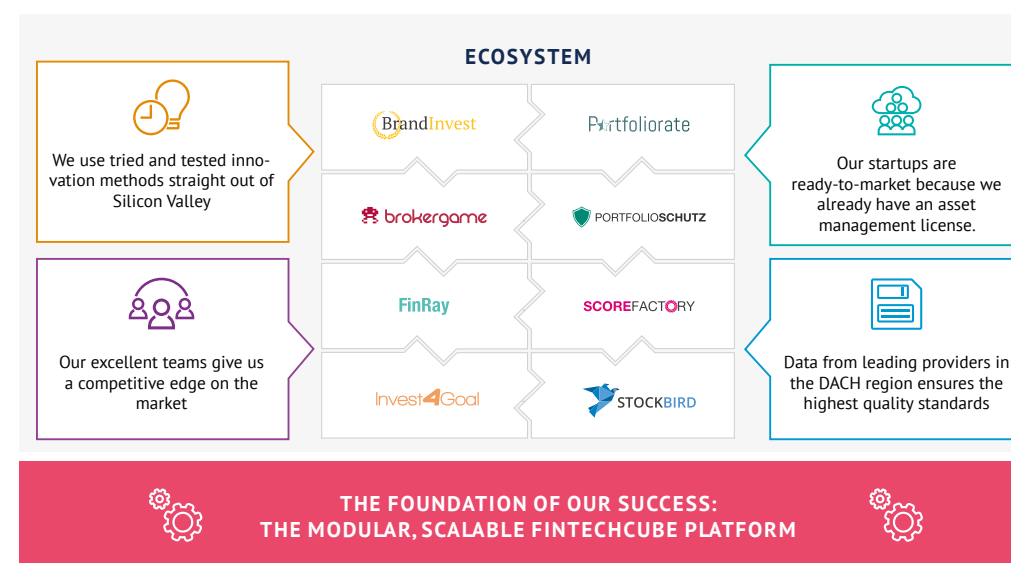 ECOSYSTEM
We use tried and tested inno-
vation methods straight out of
Silicon Valley
Our excellent teams give us
a competitive edge on the
market
BrandInvest
Portfoliorate
brokergame
PORTFOLIOSCHUTZ
FinRay
SCOREFACTORY
Invest4Goal
STOCKBIRD
Our startups are
ready-to-market because we
already have an asset
management license.
Data from leading providers in
the DACH region ensures the
highest quality standards
THE FOUNDATION OF OUR SUCCESS:
THE MODULAR, SCALABLE FINTECHCUBE PLATFORM